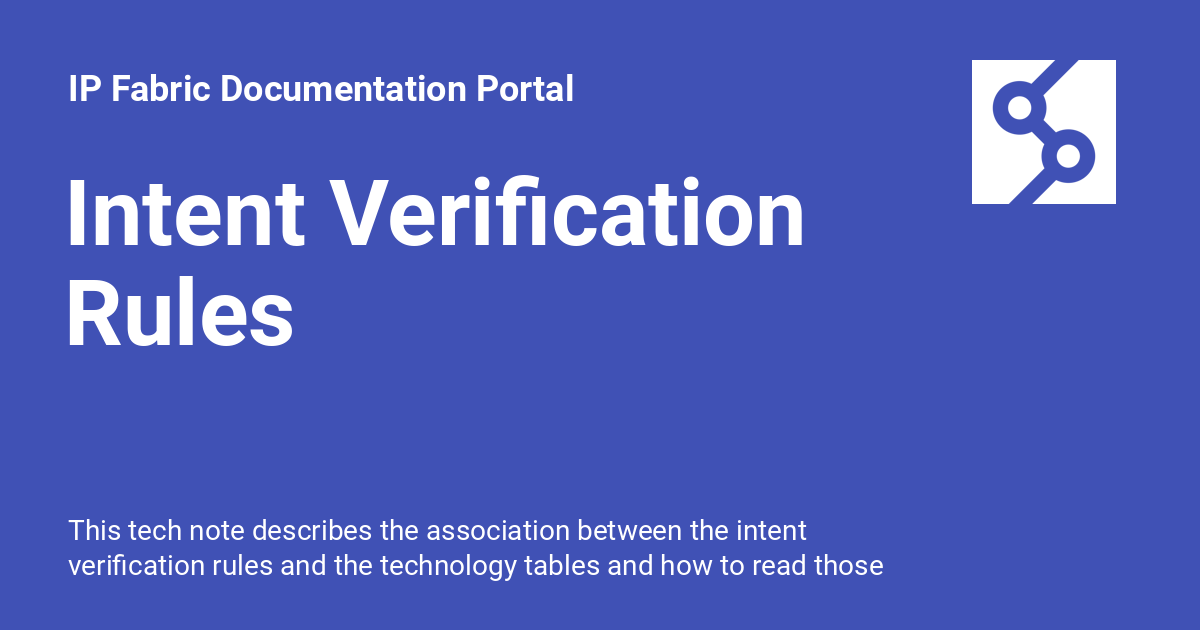 IP Fabric Documentation Portal
Intent Verification
Rules
This tech note describes the association between the intent
verification rules and the technology tables and how to read those